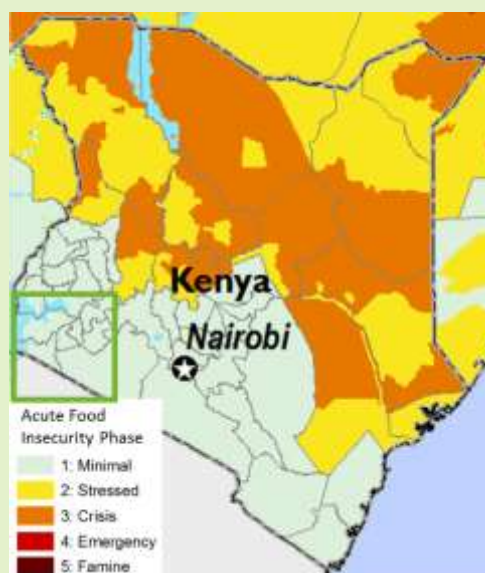 Kenya
Nairobi
Acute Food
Insecurity Phase
1: Minimal
2: Stressed
3: Crisis
4: Emergency
5: Famine